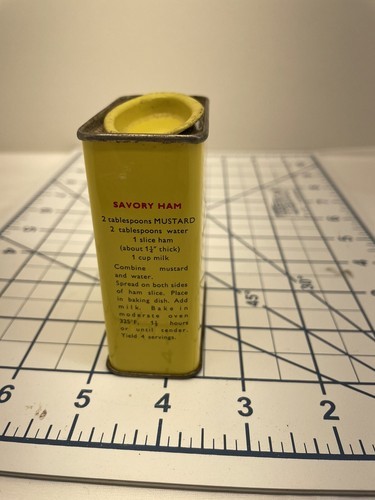 SAVORY HAM
2 tablespoons MUSTARD
2 tablespoons water
1 slice ham
(about 1½" thick)
1 cup milk
Combine mustard
and water.
Spread on both sides
of ham slice. Place
in baking dish. Add
milk. Bake in
moderate oven
325°F. 1½ hours
or until tender.
Yield 4 servings.
45°
30°
6 5 4 3 2